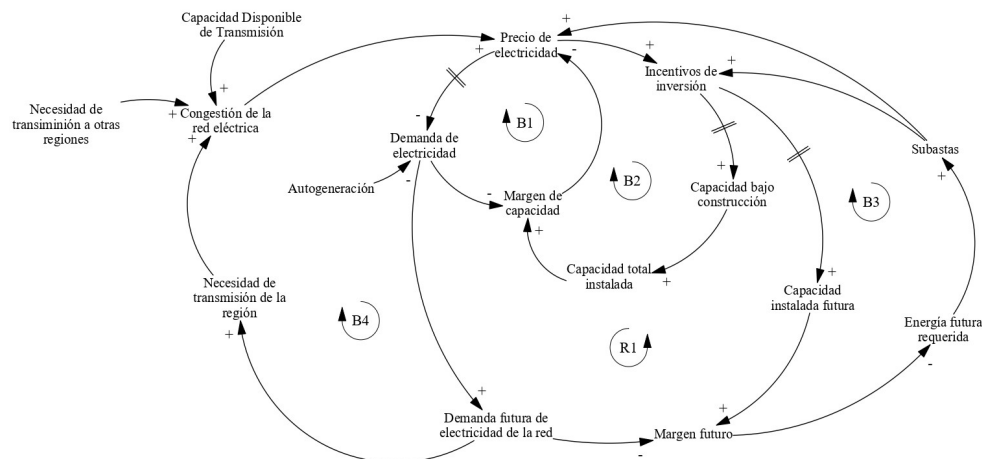 Capacidad Disponible
de Transmisión
Precio de
electricidad
+
+
-
+
+
Incentivos de
inversión
+
Necesidad de
transiminión a otras
regiones
+
Congestión de la
red eléctrica
+
+
-
Demanda de
electricidad
-
B1
Autogeneración
-
Margen de
capacidad
+
B2
+
Capacidad bajo
construcción
Subastas
+
B3
Capacidad total
instalada
+
Necesidad de
transmisión de la
región
+
B4
R1
+
Capacidad
instalada futura
Energía futura
requerida
-
+
Demanda futura de
electricidad de la red
-
+
Margen futuro